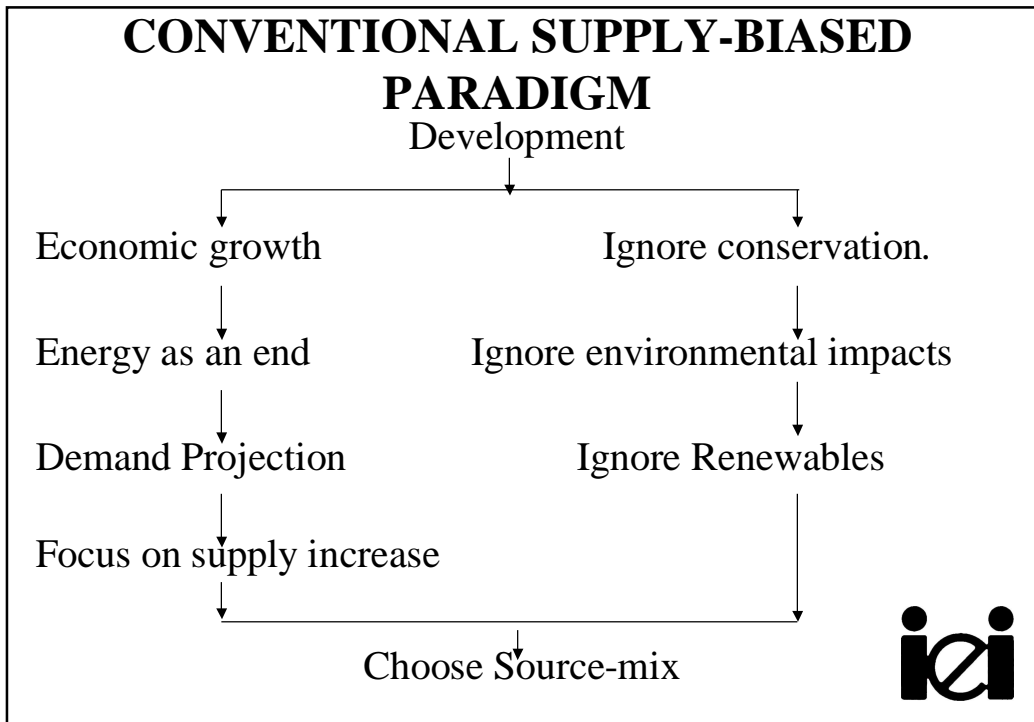 CONVENTIONAL SUPPLY-BIASED
PARADIGM
Development
Economic growth
Ignore conservation.
Energy as an end
Ignore environmental impacts
Demand Projection
Ignore Renewables
Focus on supply increase
Choose Source-mix
iei